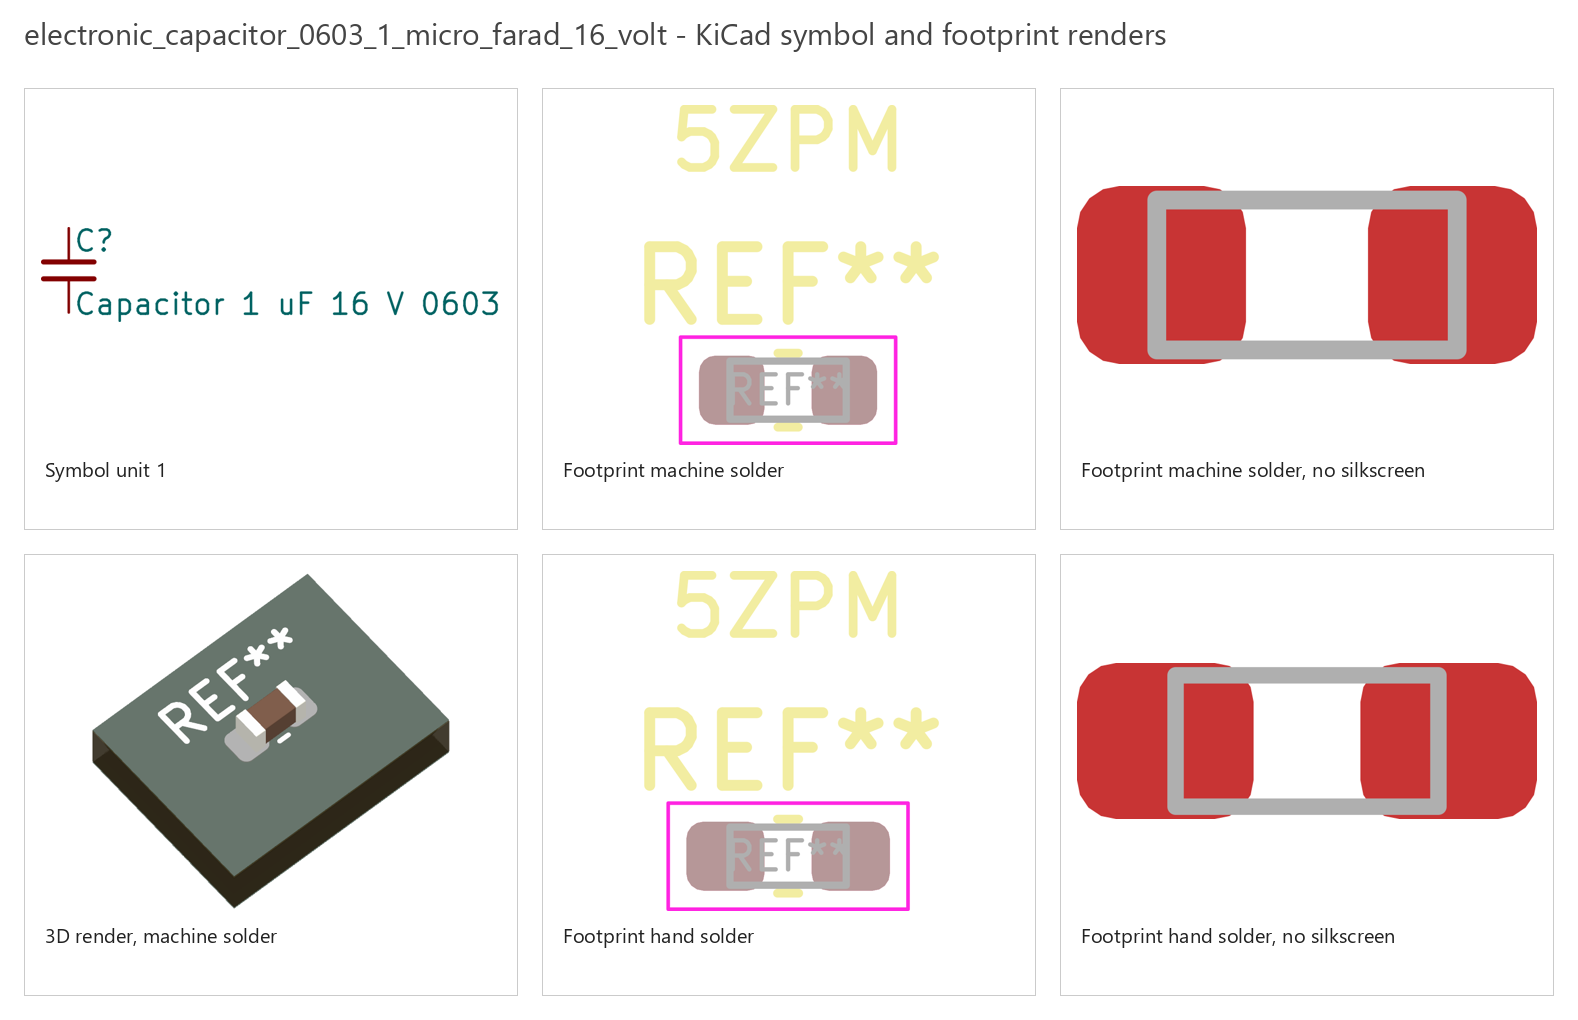 electronic_capacitor_0603_1_micro_farad_16_volt - KiCad symbol and footprint renders
C?
Capacitor 1 uF 16 V 0603
Symbol unit 1
5ZPM
REF**
REF**
Footprint machine solder
Footprint machine solder, no silkscreen
REF**
3D render, machine solder
5ZPM
REF**
REF**
Footprint hand solder
Footprint hand solder, no silkscreen